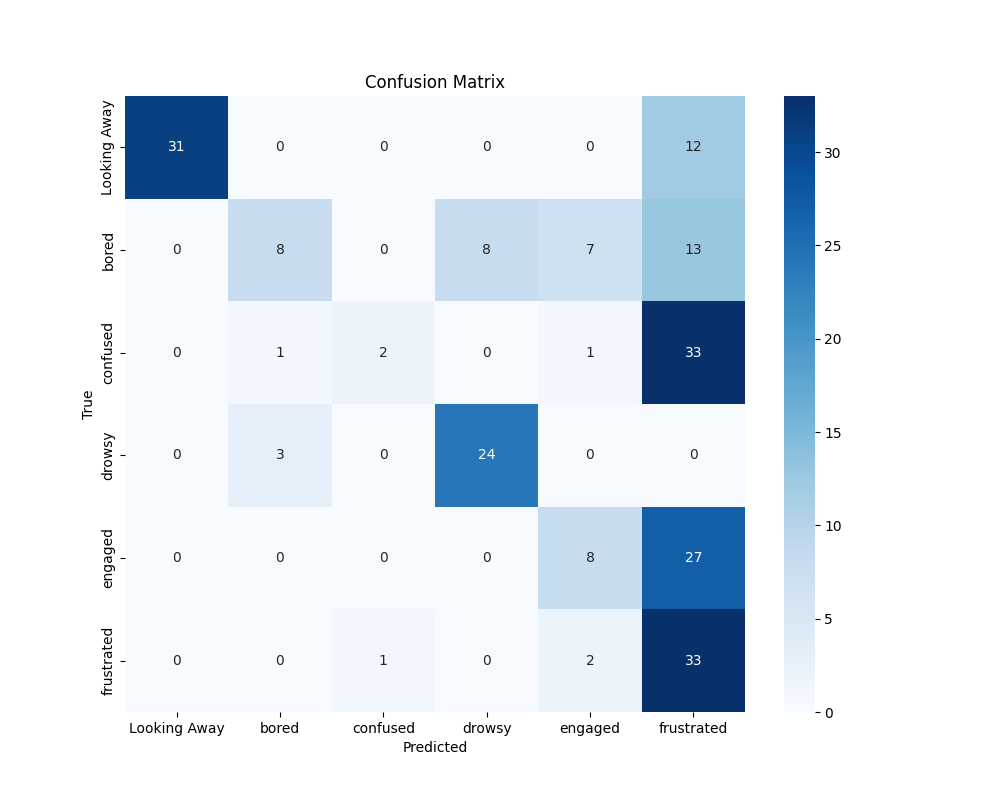 Confusion Matrix
True
Looking Away 31 0 0 0 0 12
bored 0 8 0 8 7 13
confused 0 1 2 0 1 33
drowsy 0 3 0 24 0 0
engaged 0 0 0 0 8 27
frustrated 0 0 1 0 2 33
Looking Away bored confused drowsy engaged frustrated
Predicted
30
25
20
15
10
5
0